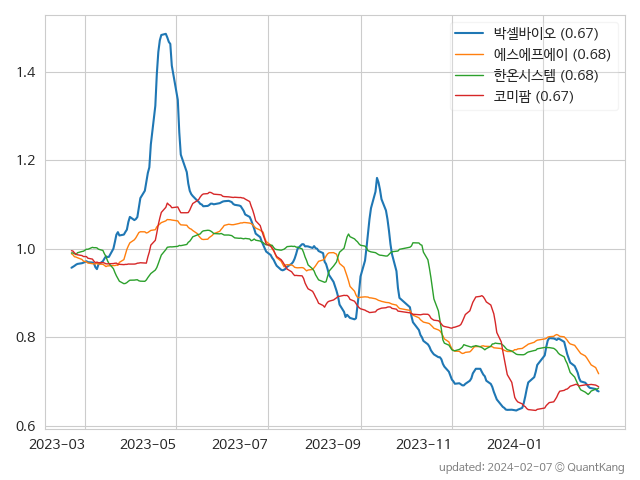 박셀바이오 (0.67)
에스에프에이 (0.68)
한온시스템 (0.68)
코미팜 (0.67)
1.4
1.2
1.0
0.8
0.6
2023-03 2023-05 2023-07 2023-09 2023-11 2024-01
updated: 2024-02-07 © QuantKang